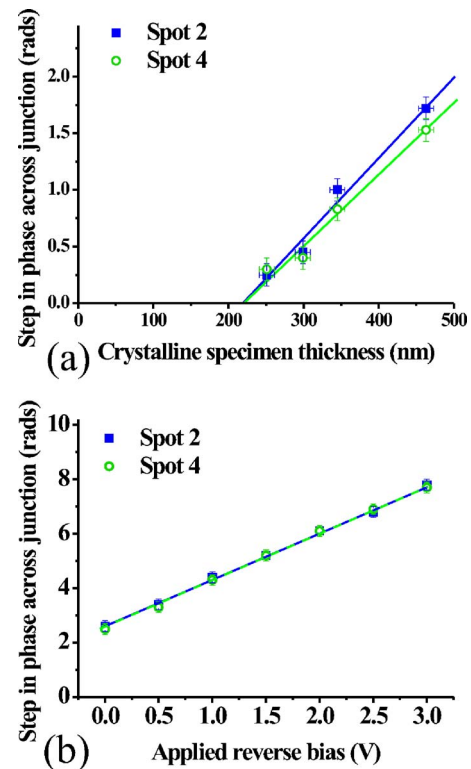 Step in phase across junction (rads)
Spot 2
Spot 4
2.0
1.5
1.0
0.5
0.0
0 100 200 300 400 500
(a) Crystalline specimen thickness (nm)
Step in phase across junction (rads)
Spot 2
Spot 4
10
8
6
4
2
0
0.0 0.5 1.0 1.5 2.0 2.5 3.0
(b) Applied reverse bias (V)